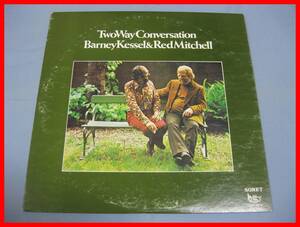 Two Way Conversation
Barney Kessel & Red Mitchell
SONET